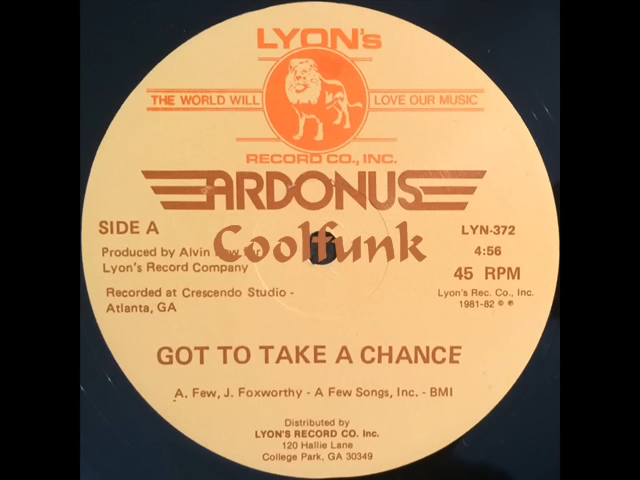 LYON's
THE WORLD WILL LOVE OUR MUSIC
RECORD CO., INC.
ARDONUS
SIDE A
LYN-372
Coolfunk
Produced by Alvin Few for
4:56
Lyon's Record Company
45 RPM
Recorded at Crescendo Studio -
Lyon's Rec. Co., Inc.
Atlanta, GA
1981-82 © ℗
GOT TO TAKE A CHANCE
A. Few, J. Foxworthy - A Few Songs, Inc. - BMI
Distributed by
LYON'S RECORD CO. Inc.
120 Hallie Lane
College Park, GA 30349